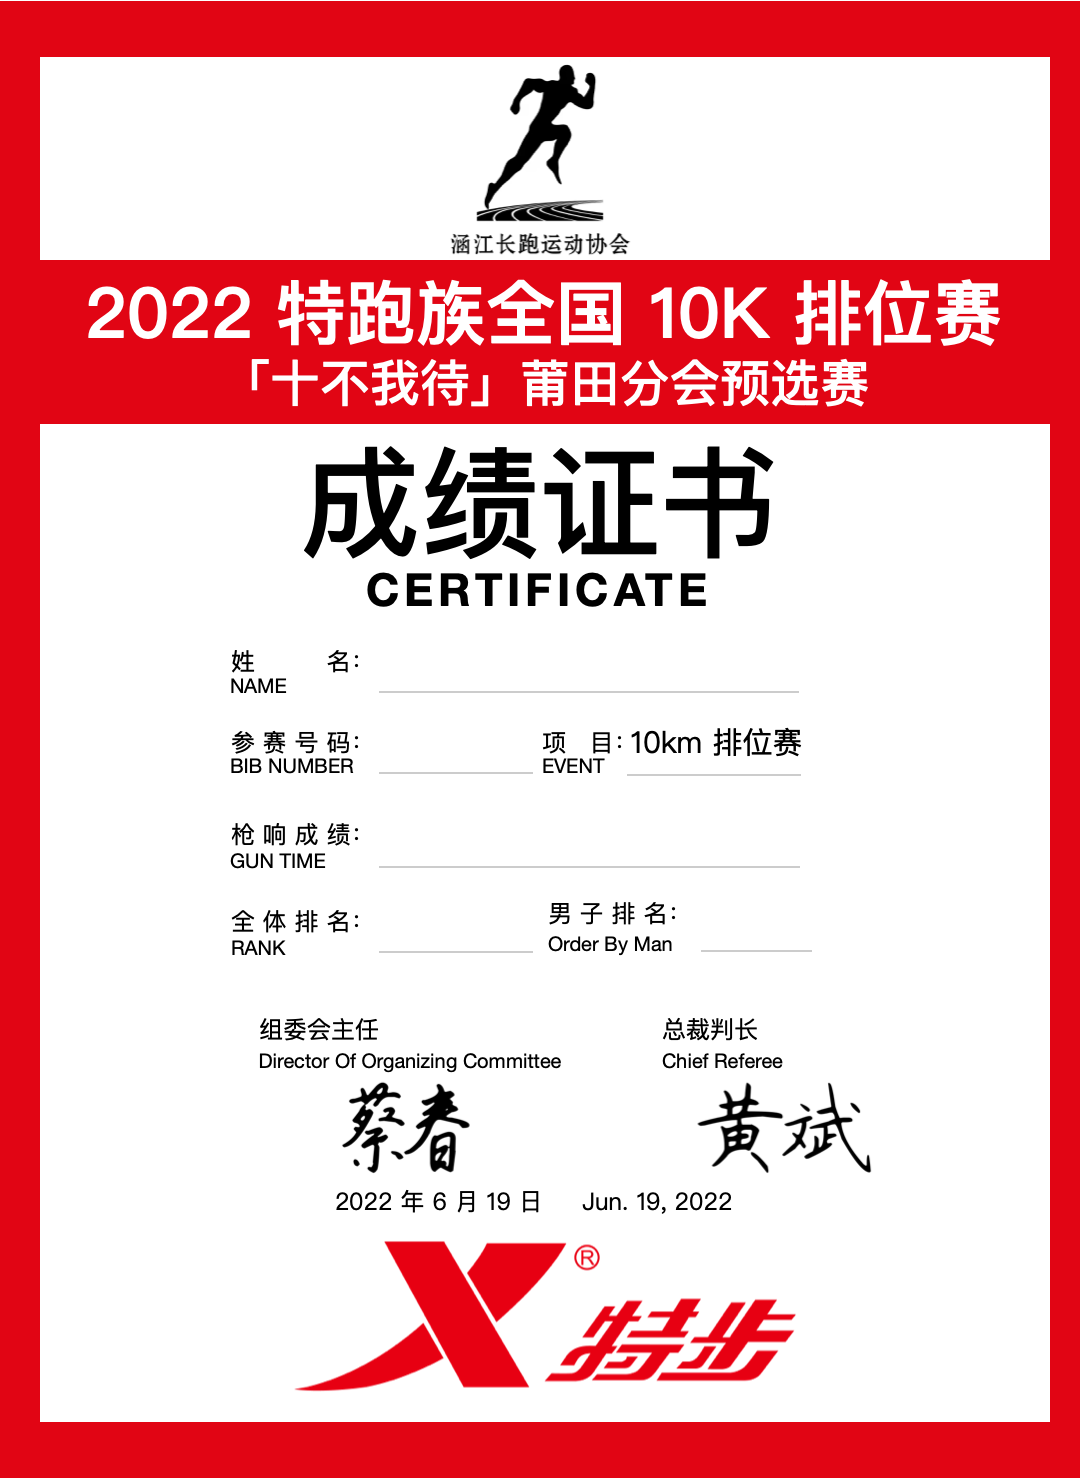 涵江长跑运动协会
2022 特跑族全国 10K 排位赛
「十不我待」莆田分会预选赛
成绩证书
CERTIFICATE
姓 名：
NAME
参赛号码： 项 目：10km 排位赛
BIB NUMBER EVENT
枪响成绩：
GUN TIME
全体排名： 男子排名：
RANK Order By Man
组委会主任 总裁判长
Director Of Organizing Committee Chief Referee
蔡春 黄斌
2022 年 6 月 19 日 Jun. 19, 2022
X® 特步